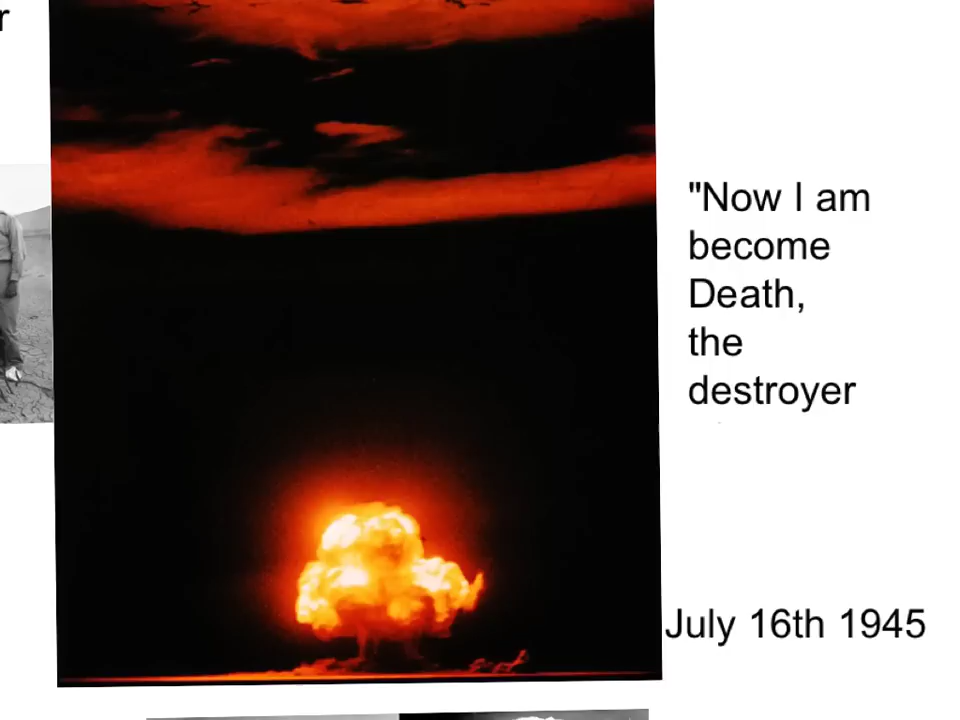 r
"Now I am
become
Death,
the
destroyer
July 16th 1945